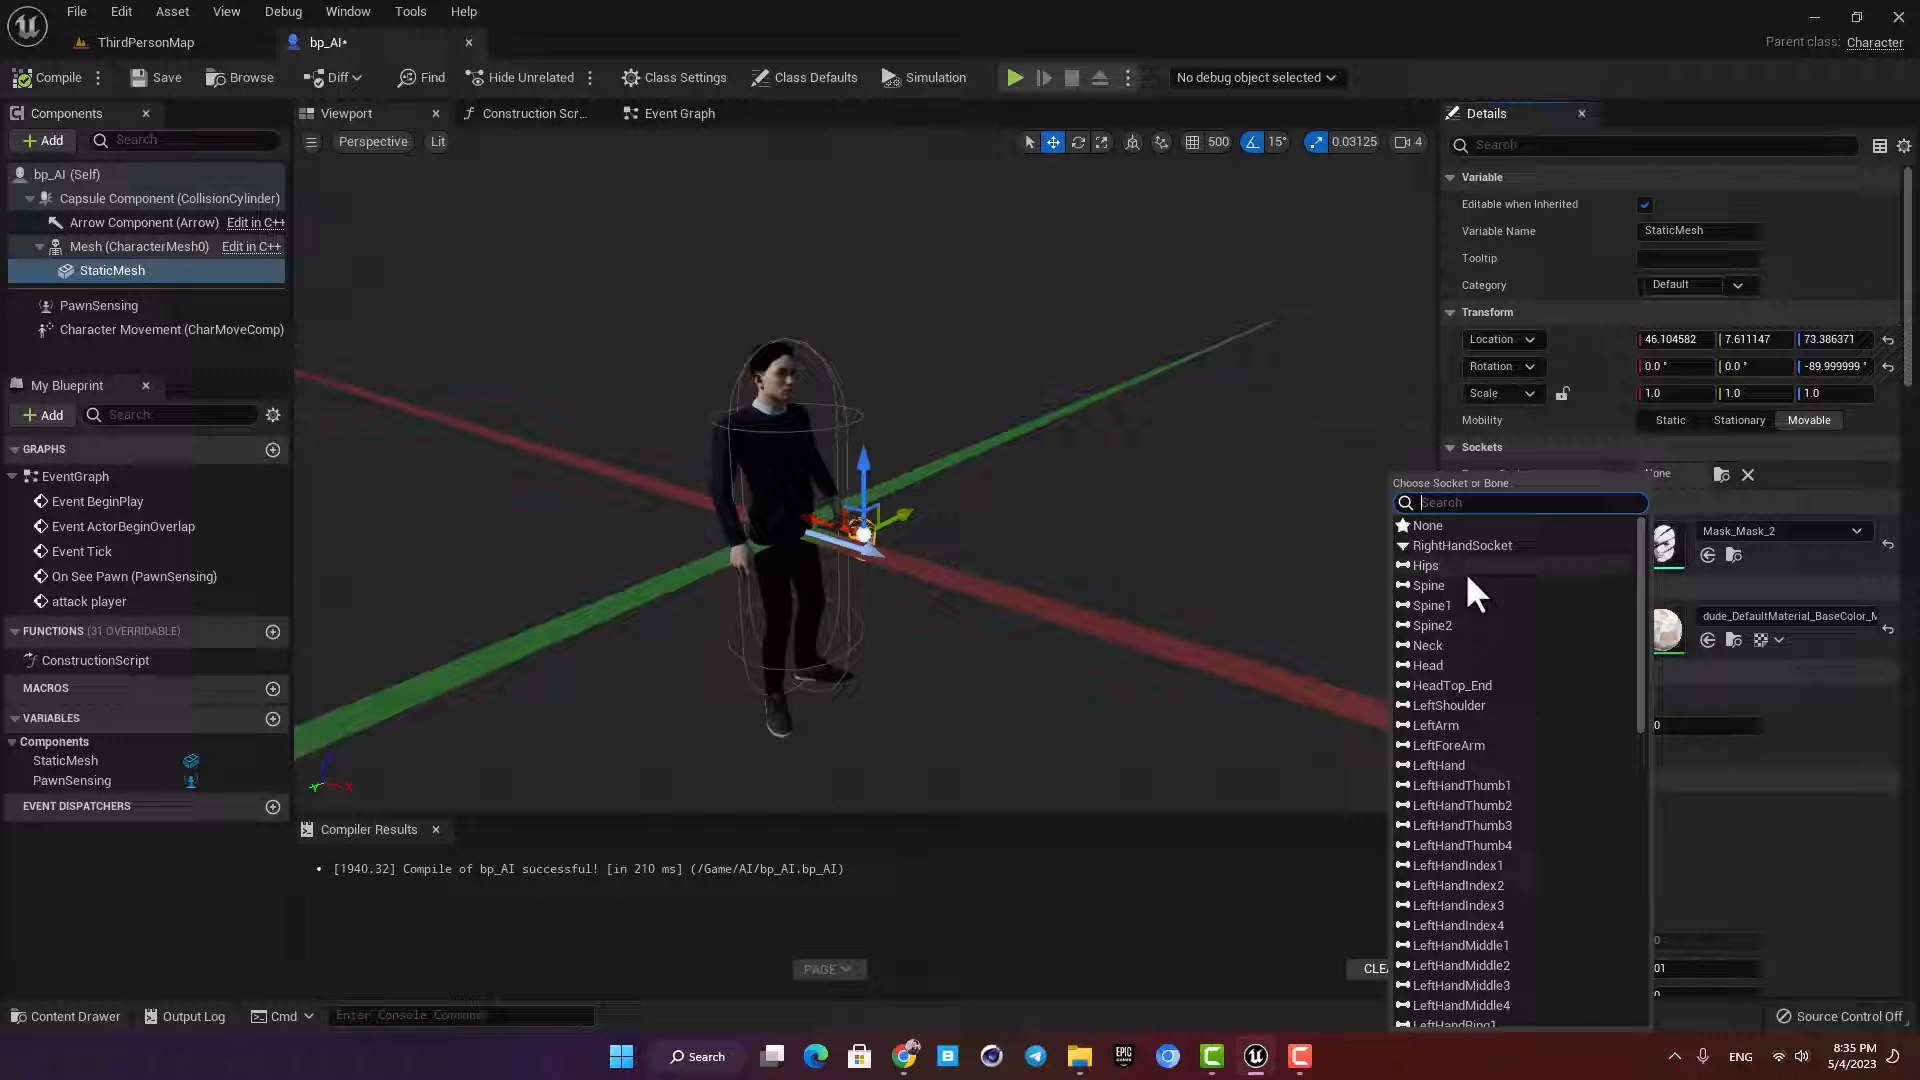 File Edit Asset View Debug Window Tools Help
ThirdPersonMap
bp_AI*
Parent class: Character
Compile
Save
Browse
Diff
Find
Hide Unrelated
Class Settings
Class Defaults
Simulation
No debug object selected
Components
Add
Search
bp_AI (Self)
Capsule Component (CollisionCylinder)
Arrow Component (Arrow) Edit in C++
Mesh (CharacterMesh0) Edit in C++
StaticMesh
PawnSensing
Character Movement (CharMoveComp)
My Blueprint
Add
Search
GRAPHS
EventGraph
Event BeginPlay
Event ActorBeginOverlap
Event Tick
On See Pawn (PawnSensing)
attack player
FUNCTIONS (31 OVERRIDABLE)
ConstructionScript
MACROS
VARIABLES
Components
StaticMesh
PawnSensing
EVENT DISPATCHERS
Viewport
Construction Scr...
Event Graph
Perspective
Lit
500
15°
0.03125
4
X
Compiler Results
[1940.32] Compile of bp_AI successful! [in 210 ms] (/Game/AI/bp_AI.bp_AI)
PAGE
CLE
Details
Search
Variable
Editable when Inherited
Variable Name StaticMesh
Tooltip
Category Default
Transform
Location 46.104582 7.611147 73.386371
Rotation 0.0 ° 0.0 ° -89.999999 °
Scale 1.0 1.0 1.0
Mobility Static Stationary Movable
Sockets
None
Choose Socket or Bone
Search
None
RightHandSocket
Hips
Spine
Spine1
Spine2
Neck
Head
HeadTop_End
LeftShoulder
LeftArm
LeftForeArm
LeftHand
LeftHandThumb1
LeftHandThumb2
LeftHandThumb3
LeftHandThumb4
LeftHandIndex1
LeftHandIndex2
LeftHandIndex3
LeftHandIndex4
LeftHandMiddle1
LeftHandMiddle2
LeftHandMiddle3
LeftHandMiddle4
LeftHandRing1
Mask_Mask_2
dude_DefaultMaterial_BaseColor_M
0
0
01
Content Drawer
Output Log
Cmd
Enter Console Command
Source Control Off
Search
EPIC GAMES
ENG
8:35 PM
5/4/2023